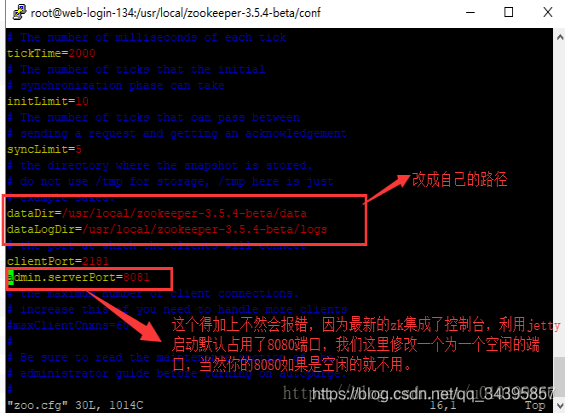 root@web-login-134:/usr/local/zookeeper-3.5.4-beta/conf
# The number of milliseconds of each tick
tickTime=2000
# The number of ticks that the initial
# synchronization phase can take
initLimit=10
# The number of ticks that can pass between
# sending a request and getting an acknowledgement
syncLimit=5
# the directory where the snapshot is stored.
# do not use /tmp for storage, /tmp here is just
改成自己的路径
dataDir=/usr/local/zookeeper-3.5.4-beta/data
dataLogDir=/usr/local/zookeeper-3.5.4-beta/logs
# the port at which the clients will connect
clientPort=2181
admin.serverPort=8081
# the maximum number of client connections.
# increase this if you need to handle more clients
#maxClientCnxns=60
这个得加上不然会报错，因为最新的zk集成了控制台，利用jetty
启动默认占用了8080端口，我们这里修改一个为一个空闲的端
口，当然你的8080如果是空闲的就不用。
#
# Be sure to read the maintenance
# administrator guide before turning on autopurge
"zoo.cfg" 30L, 1014C 16,1 Top
https://blog.csdn.net/qq_34395857